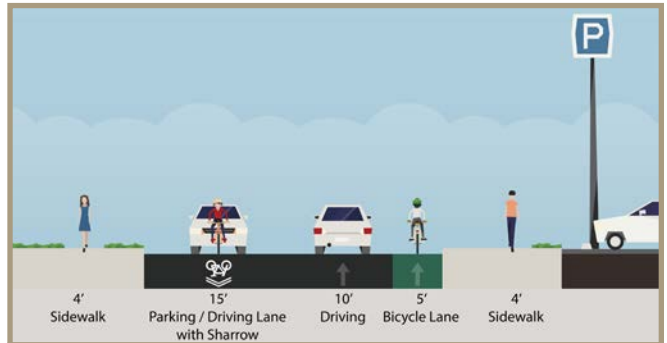 P
4' 15' 10' 5' 4'
Sidewalk Parking / Driving Lane Driving Bicycle Lane Sidewalk
with Sharrow